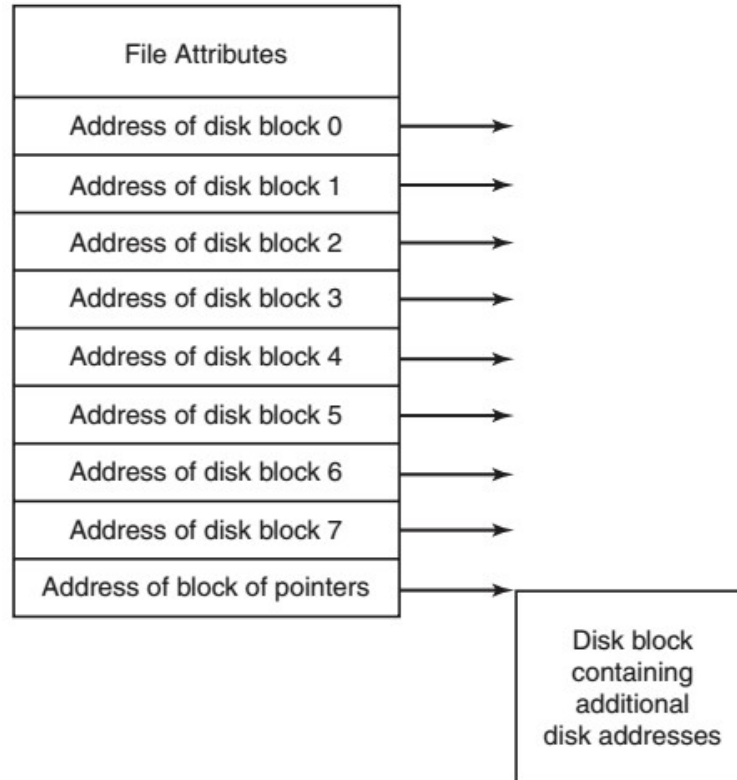 File Attributes
Address of disk block 0
Address of disk block 1
Address of disk block 2
Address of disk block 3
Address of disk block 4
Address of disk block 5
Address of disk block 6
Address of disk block 7
Address of block of pointers
Disk block
containing
additional
disk addresses